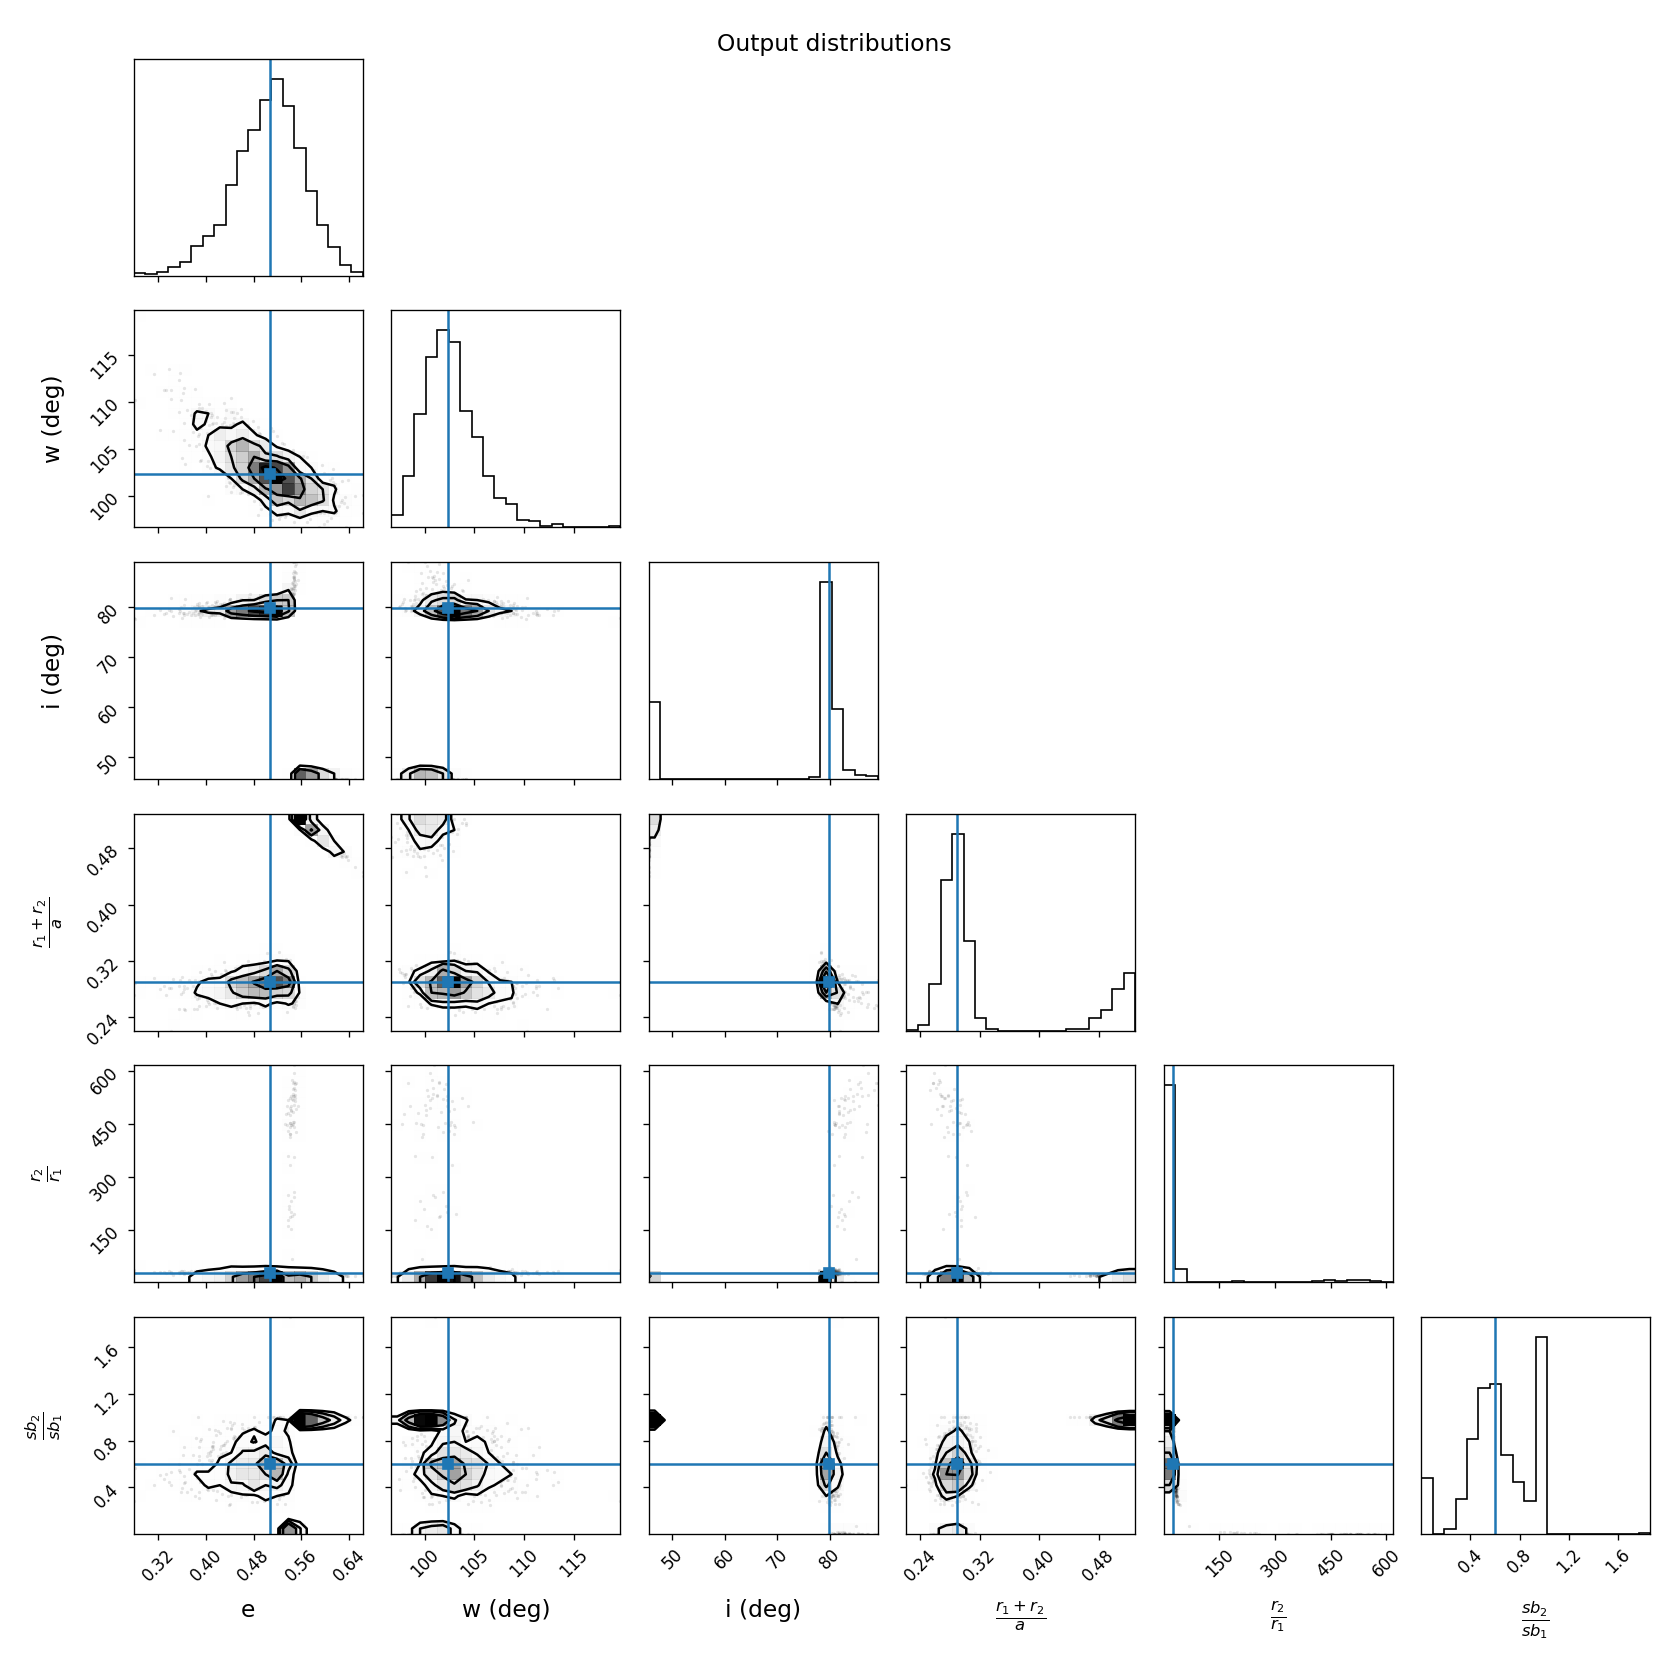 Output distributions
w (deg)
115
110
105
100
i (deg)
80
70
60
50
r₁ + r₂
a
0.48
0.40
0.32
0.24
r₂
r₁
600
450
300
150
sb₂
sb₁
1.6
1.2
0.8
0.4
0.32 0.40 0.48 0.56 0.64 100 105 110 115 50 60 70 80 0.24 0.32 0.40 0.48 150 300 450 600 0.4 0.8 1.2 1.6
e w (deg) i (deg)
r₁ + r₂
a
r₂
r₁
sb₂
sb₁